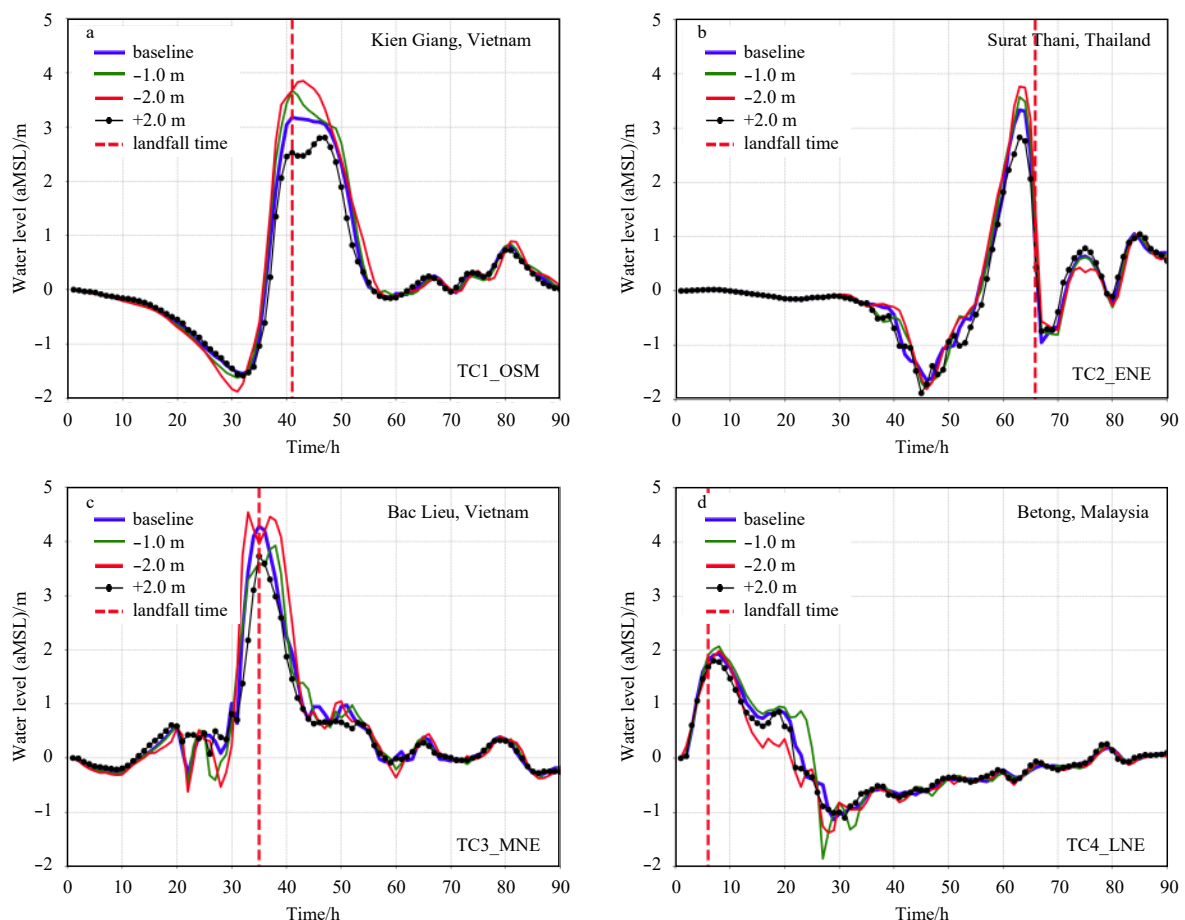 a
Kien Giang, Vietnam
baseline
−1.0 m
−2.0 m
+2.0 m
landfall time
TC1_OSM
5
4
3
2
1
0
−1
−2
Water level (aMSL)/m
0 10 20 30 40 50 60 70 80 90
Time/h
b
Surat Thani, Thailand
baseline
−1.0 m
−2.0 m
+2.0 m
landfall time
TC2_ENE
5
4
3
2
1
0
−1
−2
Water level (aMSL)/m
0 10 20 30 40 50 60 70 80 90
Time/h
c
Bac Lieu, Vietnam
baseline
−1.0 m
−2.0 m
+2.0 m
landfall time
TC3_MNE
5
4
3
2
1
0
−1
−2
Water level (aMSL)/m
0 10 20 30 40 50 60 70 80 90
Time/h
d
Betong, Malaysia
baseline
−1.0 m
−2.0 m
+2.0 m
landfall time
TC4_LNE
5
4
3
2
1
0
−1
−2
Water level (aMSL)/m
0 10 20 30 40 50 60 70 80 90
Time/h